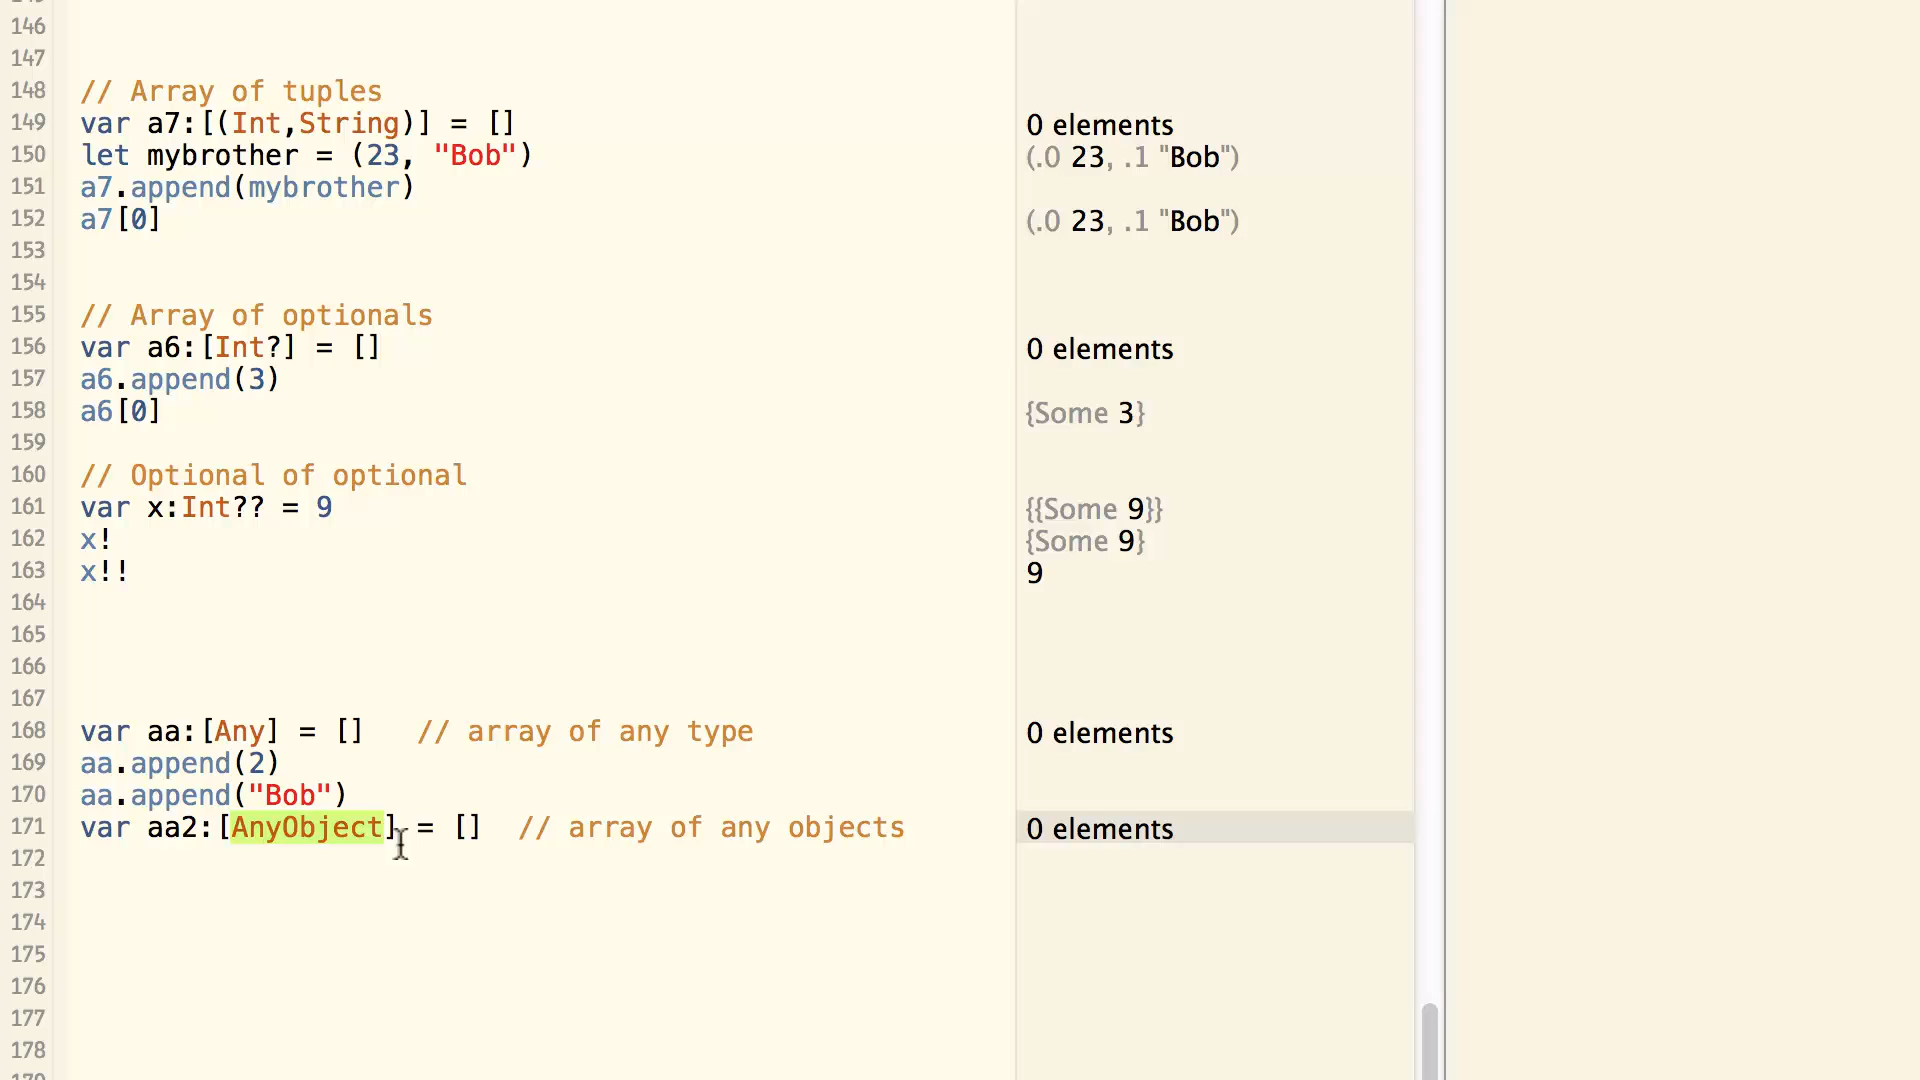 146
147
148 // Array of tuples
149 var a7:[(Int,String)] = [] 0 elements
150 let mybrother = (23, "Bob") (.0 23, .1 "Bob")
151 a7.append(mybrother)
152 a7[0] (.0 23, .1 "Bob")
153
154
155 // Array of optionals
156 var a6:[Int?] = [] 0 elements
157 a6.append(3)
158 a6[0] {Some 3}
159
160 // Optional of optional
161 var x:Int?? = 9 {{Some 9}}
162 x! {Some 9}
163 x!! 9
164
165
166
167
168 var aa:[Any] = [] // array of any type 0 elements
169 aa.append(2)
170 aa.append("Bob")
171 var aa2:[AnyObject] = [] // array of any objects 0 elements
172
173
174
175
176
177
178